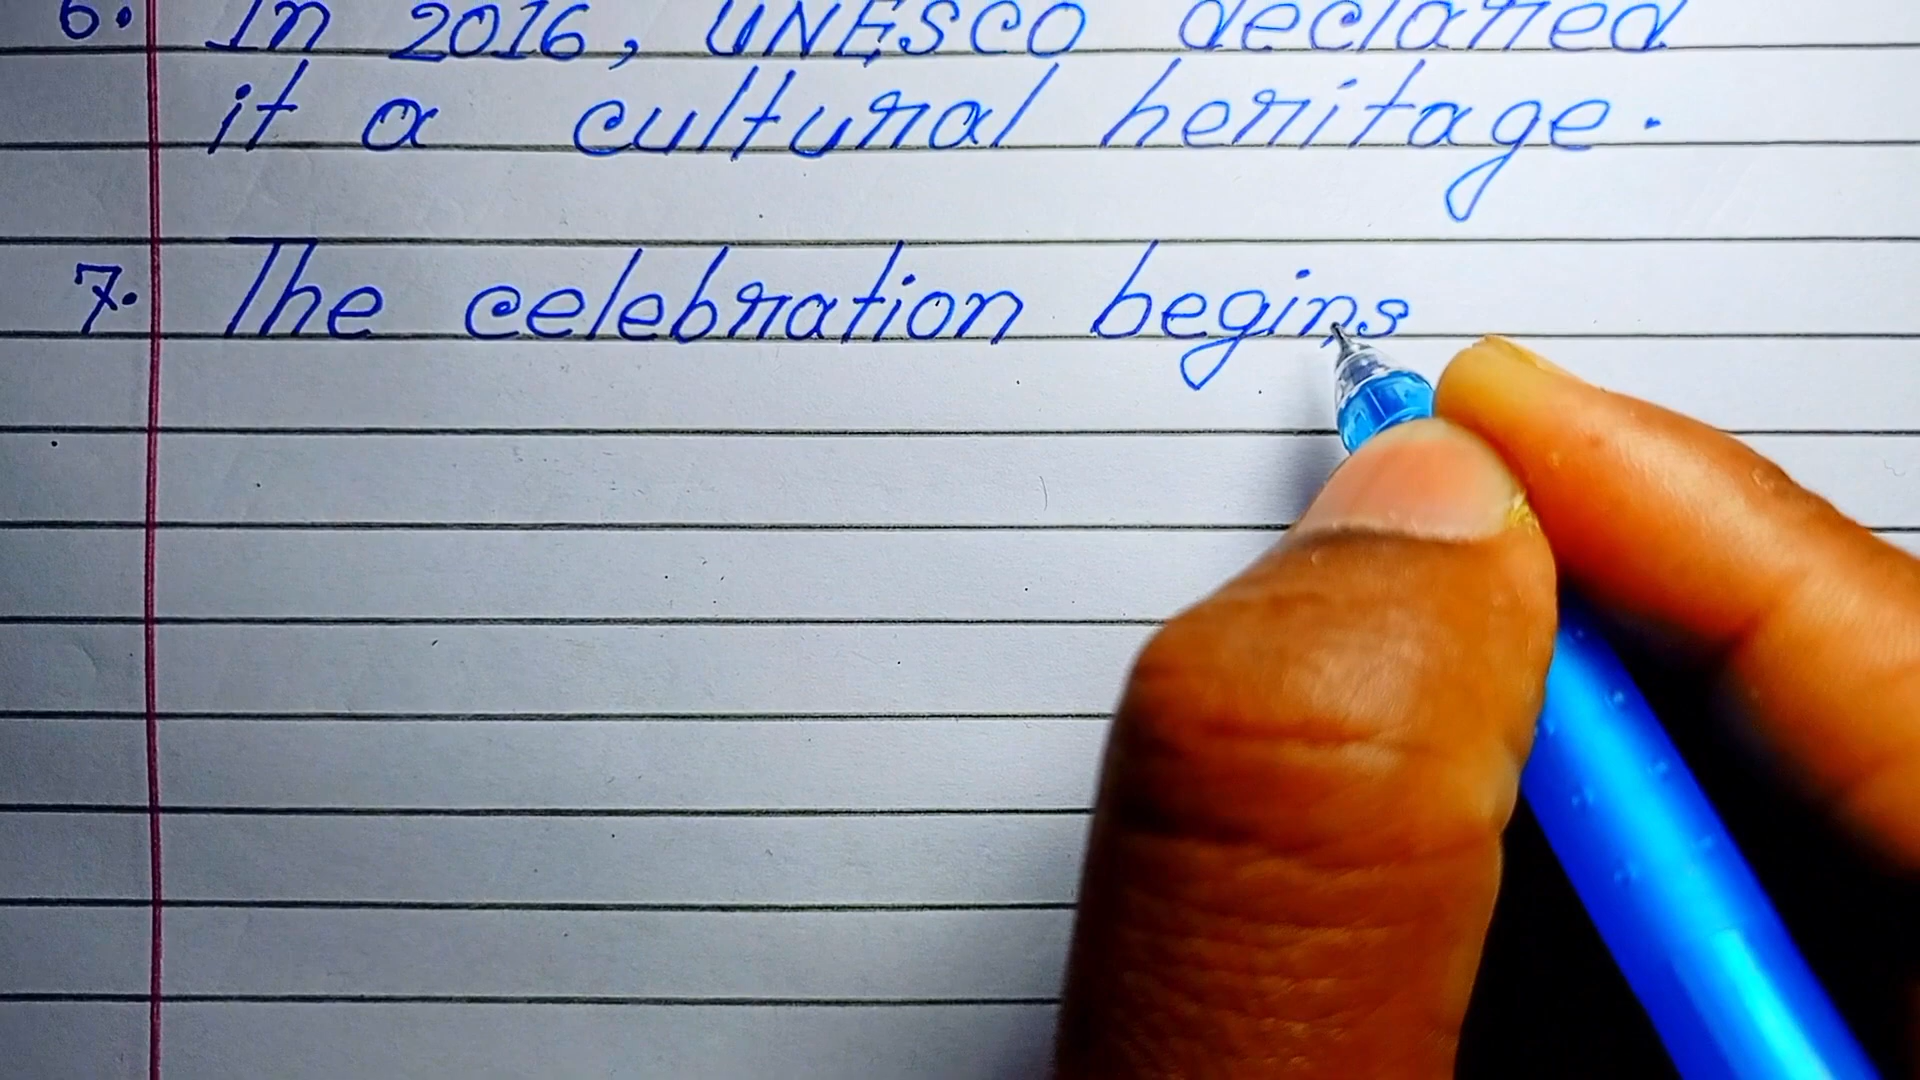 6. In 2016, UNESCO declared
it a cultural heritage.
7. The celebration begins